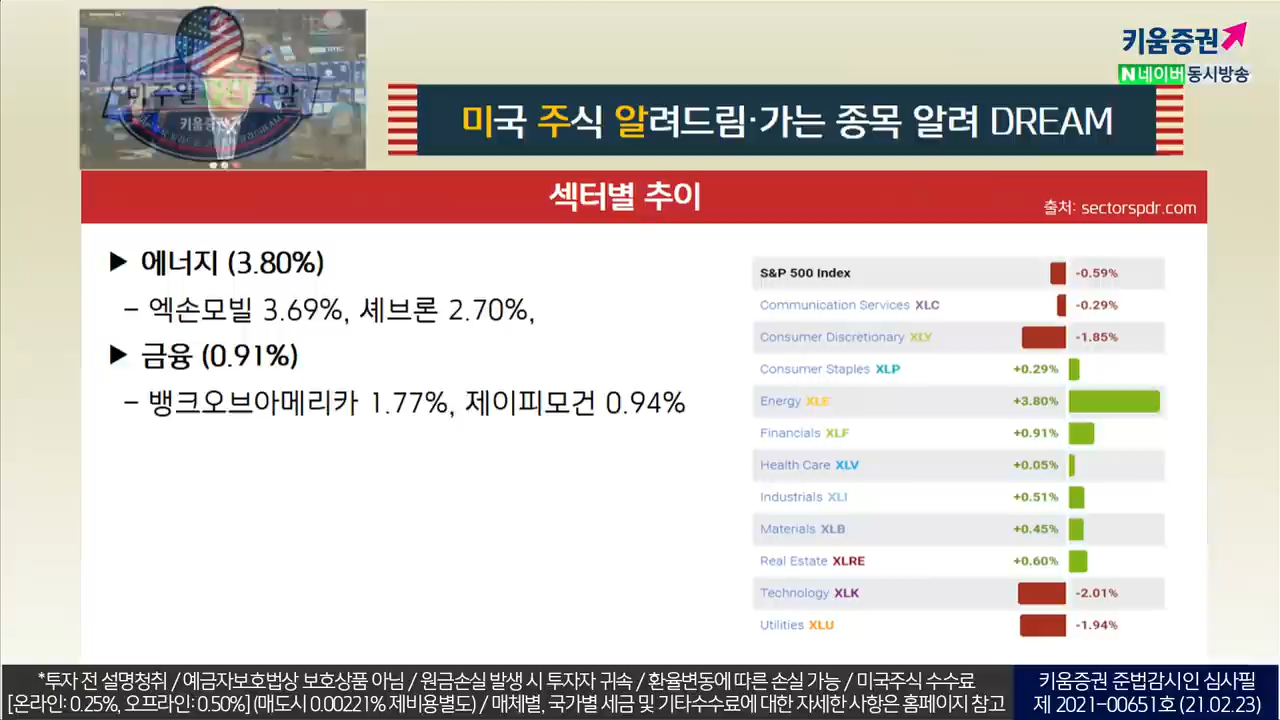 미주알고주알
키움증권
키움증권
N 네이버 동시방송
미국 주식 알려드림·가는 종목 알려 DREAM
섹터별 추이
출처: sectorspdr.com
▶ 에너지 (3.80%)
– 엑손모빌 3.69%, 셰브론 2.70%,
▶ 금융 (0.91%)
– 뱅크오브아메리카 1.77%, 제이피모건 0.94%
S&P 500 Index -0.59%
Communication Services XLC -0.29%
Consumer Discretionary XLY -1.85%
Consumer Staples XLP +0.29%
Energy XLE +3.80%
Financials XLF +0.91%
Health Care XLV +0.05%
Industrials XLI +0.51%
Materials XLB +0.45%
Real Estate XLRE +0.60%
Technology XLK -2.01%
Utilities XLU -1.94%
*투자 전 설명청취 / 예금자보호법상 보호상품 아님 / 원금손실 발생 시 투자자 귀속 / 환율변동에 따른 손실 가능 / 미국주식 수수료
[온라인: 0.25%, 오프라인: 0.50%] (매도시 0.00221% 제비용별도) / 매체별, 국가별 세금 및 기타수수료에 대한 자세한 사항은 홈페이지 참고
키움증권 준법감시인 심사필
제 2021-00651호 (21.02.23)